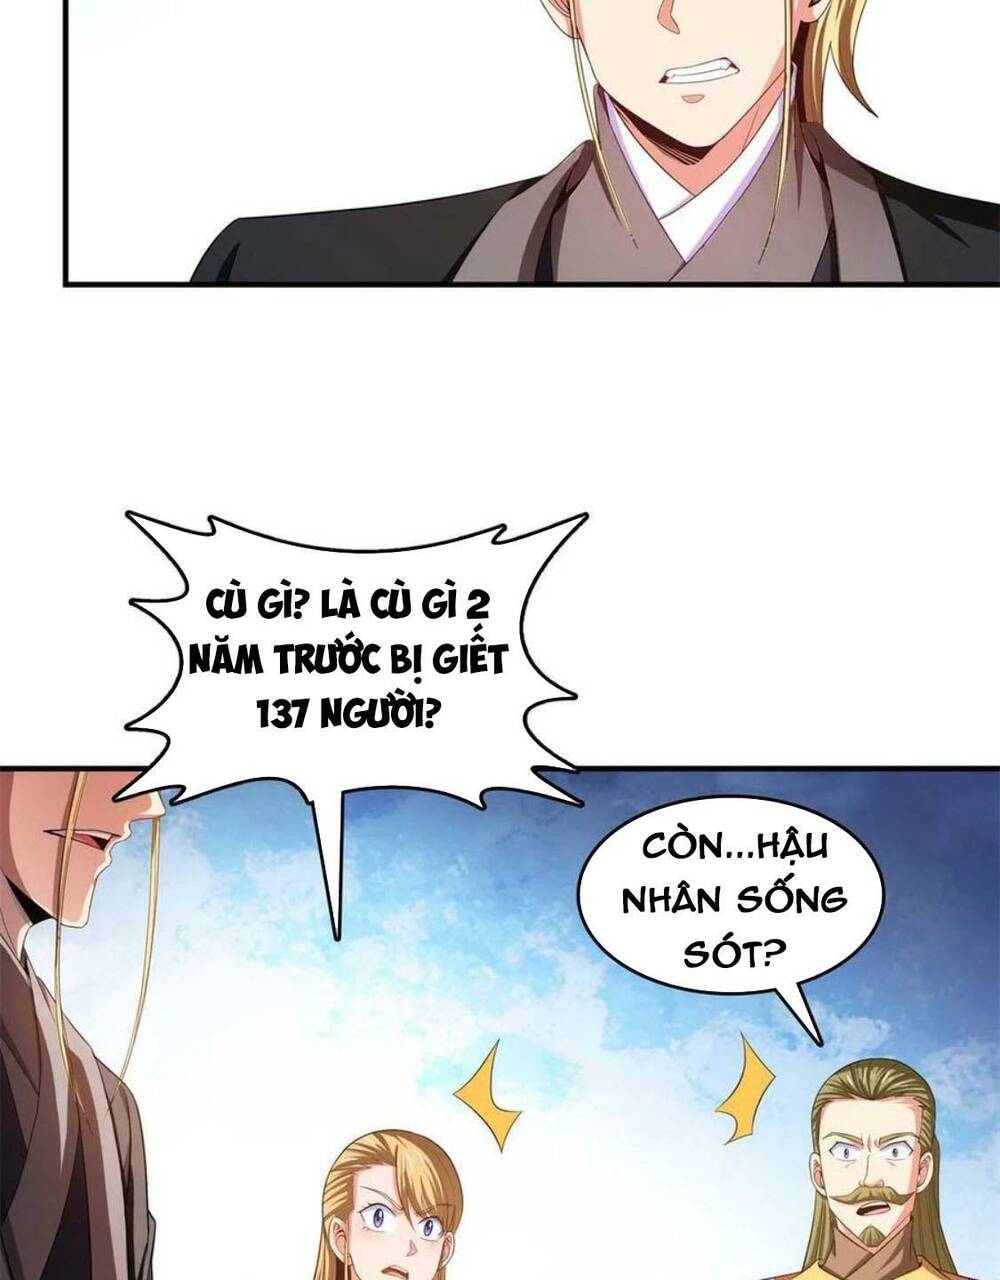 CÙ GÌ? LÀ CÙ GÌ 2
NĂM TRƯỚC BỊ GIẾT
137 NGƯỜI?
CÒN...HẬU
NHÂN SỐNG
SÓT?